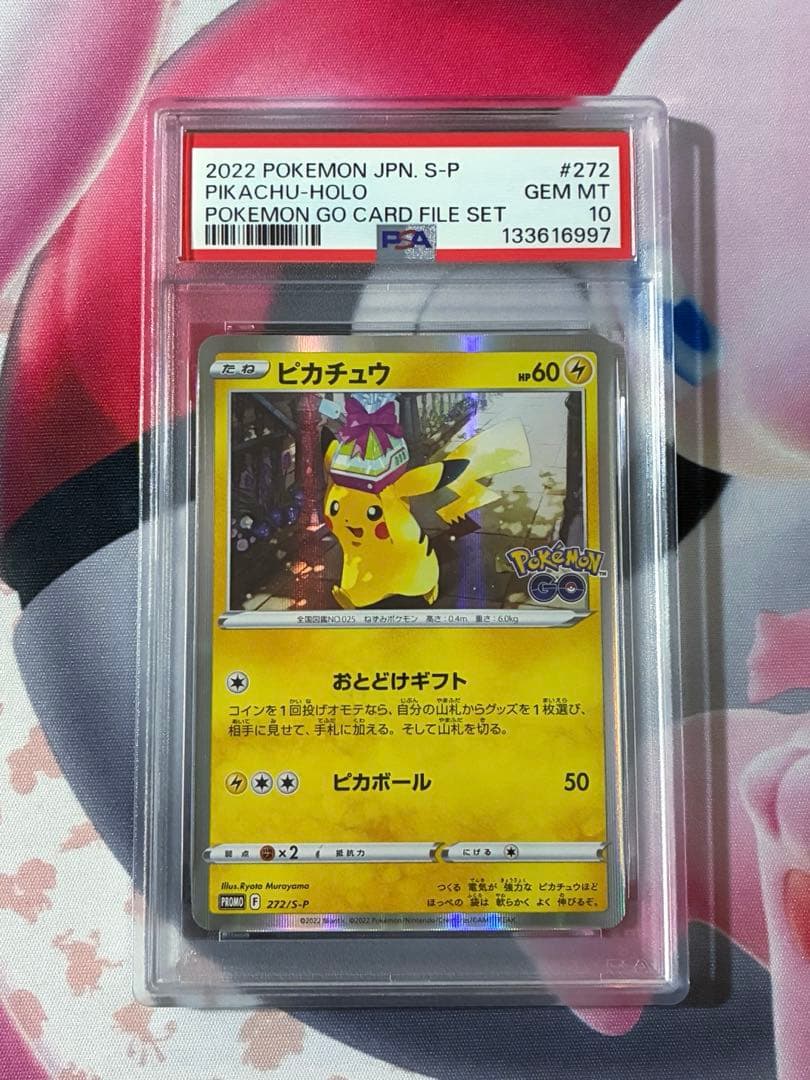 2022 POKEMON JPN. S-P #272
PIKACHU-HOLO GEM MT
POKEMON GO CARD FILE SET 10
PSA 133616997
たね ピカチュウ HP60
Pokémon
GO
全国図鑑NO.025 ねずみポケモン 高さ:0.4m 重さ:6.0kg
おとどけギフト
コインを1回投げオモテなら、自分の山札からグッズを1枚選び、
相手に見せて、手札に加える。そして山札を切る。
ピカボール 50
弱点 ×2 抵抗力 にげる
Illus.Ryota Murayama
PROMO F 272/S-P
つくる 電気が 強力な ピカチュウほど
ほっぺの 袋は 軟らかく よく 伸びるぞ。
©2022 Niantic. ©2022 Pokémon/Nintendo/Creatures/GAME FREAK.